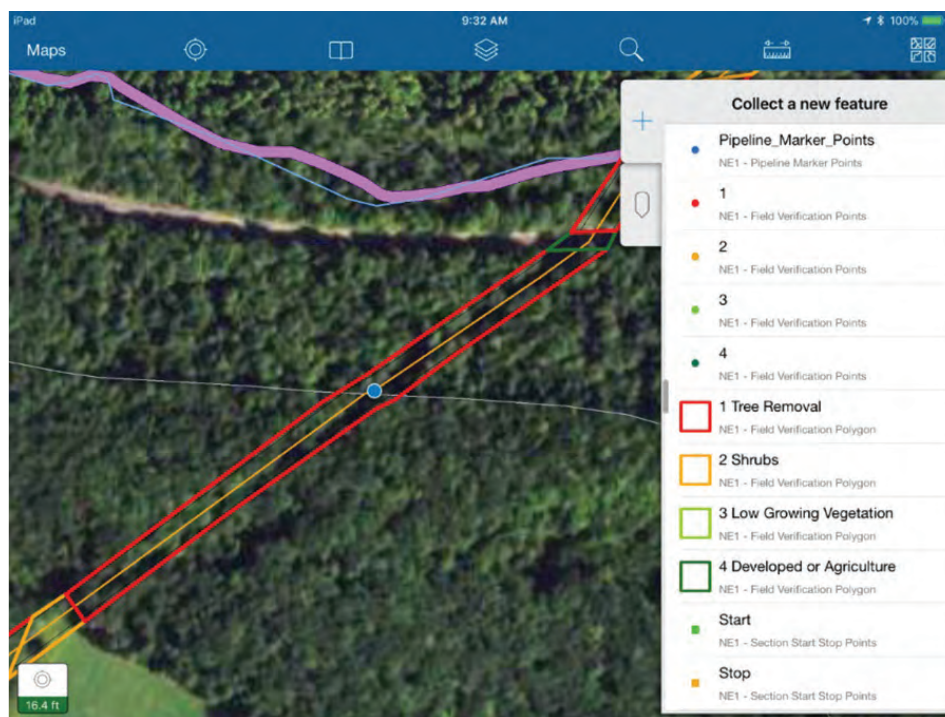 iPad
9:32 AM
100%
Maps
Collect a new feature
Pipeline_Marker_Points
NE1 - Pipeline Marker Points
1
NE1 - Field Verification Points
2
NE1 - Field Verification Points
3
NE1 - Field Verification Points
4
NE1 - Field Verification Points
1 Tree Removal
NE1 - Field Verification Polygon
2 Shrubs
NE1 - Field Verification Polygon
3 Low Growing Vegetation
NE1 - Field Verification Polygon
4 Developed or Agriculture
NE1 - Field Verification Polygon
Start
NE1 - Section Start Stop Points
Stop
NE1 - Section Start Stop Points
16.4 ft